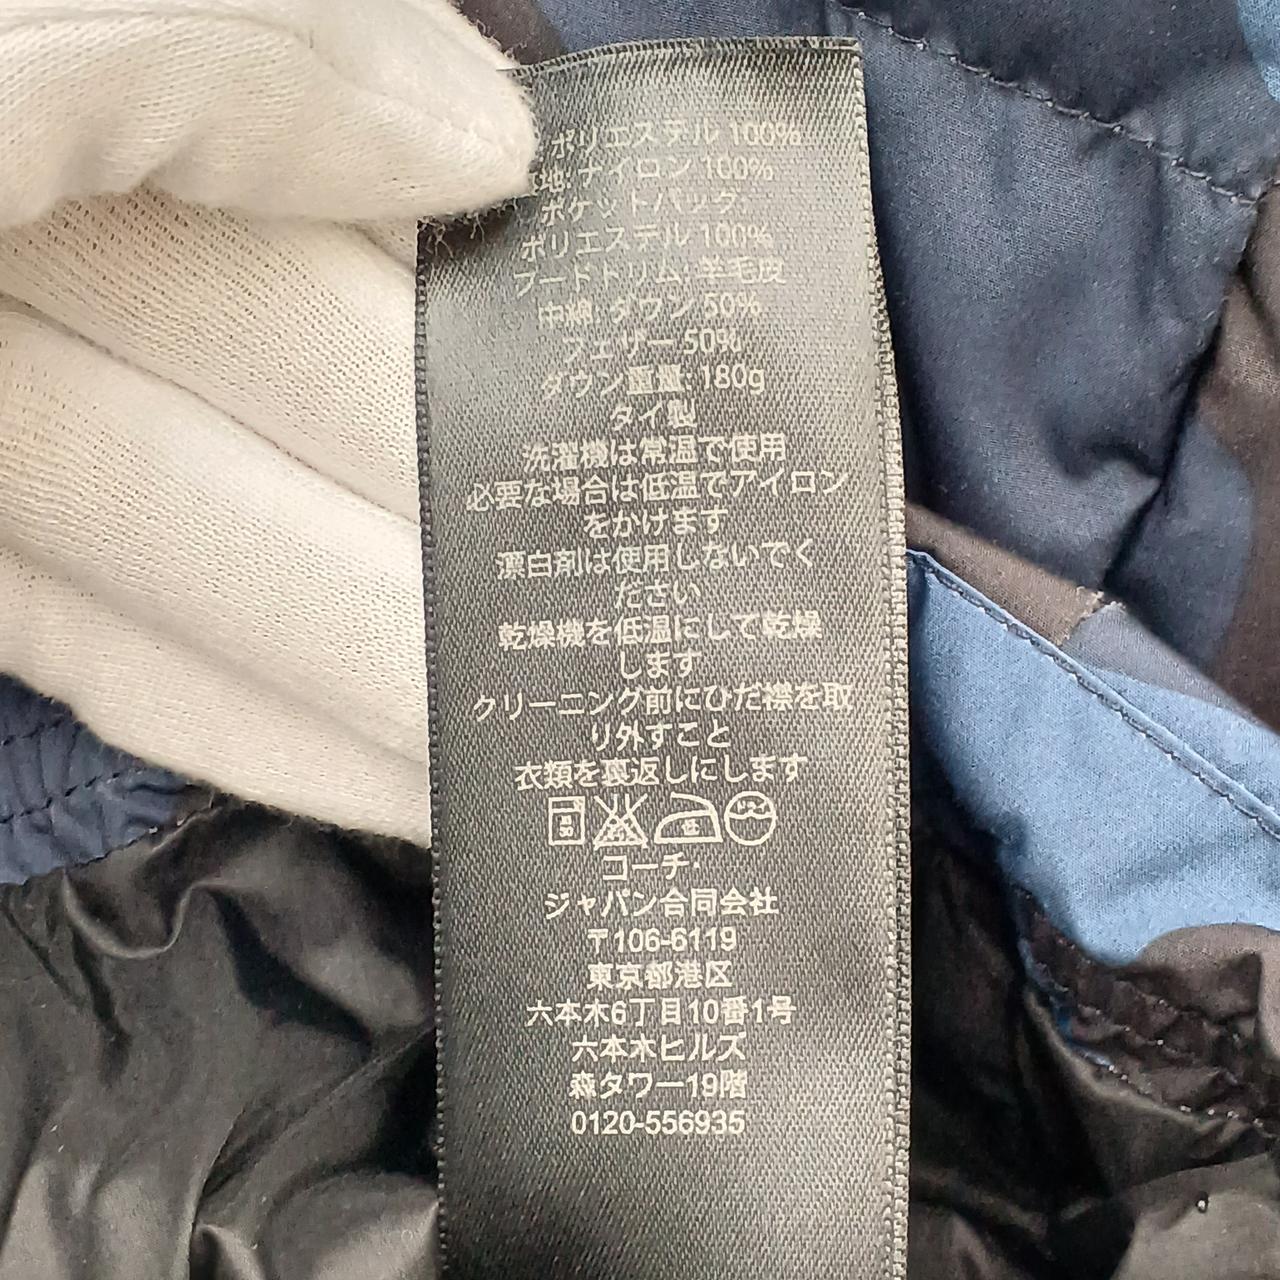 ポリエステル 100%
地: ナイロン 100%
ポケットバッグ:
ポリエステル 100%
フードトリム: 羊毛皮
中綿: ダウン 50%
フェザー 50%
ダウン重量: 180g
タイ製
洗濯機は常温で使用
必要な場合は低温でアイロン
をかけます
漂白剤は使用しないでく
ださい
乾燥機を低温にして乾燥
します
クリーニング前にひだ襟を取
り外すこと
衣類を裏返しにします
低
コーチ・
ジャパン合同会社
〒106-6119
東京都港区
六本木6丁目10番1号
六本木ヒルズ
森タワー19階
0120-556935